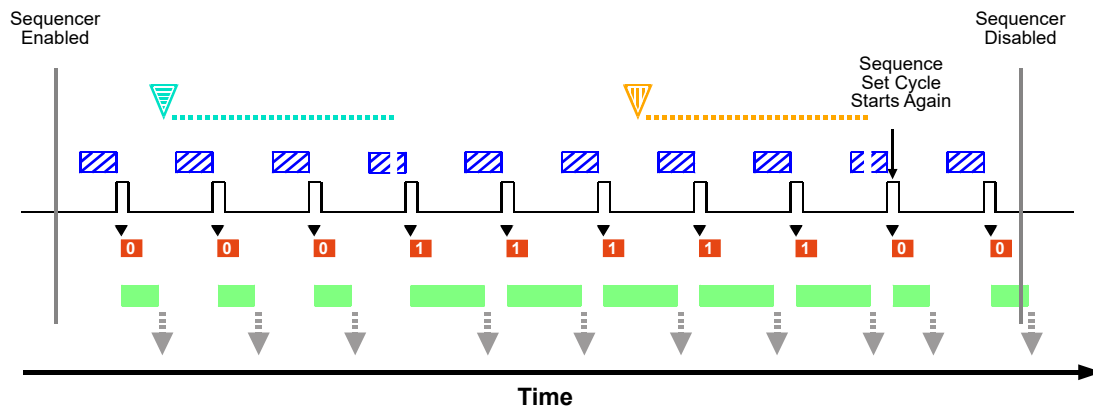 Sequencer
Enabled
Sequencer
Disabled
Sequence
Set Cycle
Starts Again
0 0 0 1 1 1 1 1 0 0
Time